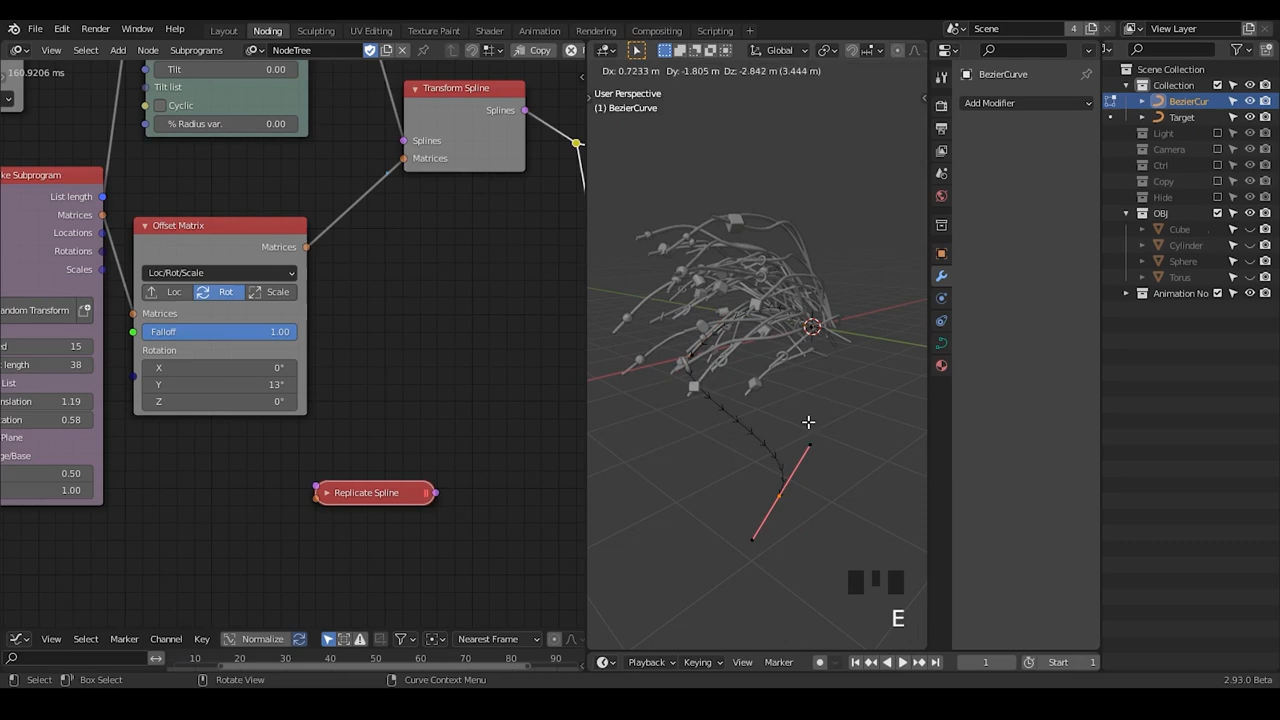 File Edit Render Window Help Layout Noding Sculpting UV Editing Texture Paint Shading Animation Rendering Compositing Scripting Scene 4 View Layer
View Select Add Node Subprograms NodeTree Copy Global
160.9206 ms
Tilt 0.00
Tilt list
Cyclic
% Radius var. 0.00
Transform Spline
Splines
Splines
Matrices
ke Subprogram
List length
Matrices
Locations
Rotations
Scales
andom Transform
ed 15
t length 38
List
nslation 1.19
tation 0.58
Plane
ge/Base
0.50
1.00
Offset Matrix
Matrices
Loc/Rot/Scale
Loc Rot Scale
Matrices
Falloff 1.00
Rotation
X 0°
Y 13°
Z 0°
Replicate Spline
Dx: 0.7233 m Dy: -1.805 m Dz: -2.842 m (3.444 m)
User Perspective
(1) BezierCurve
E
BezierCurve
Add Modifier
Scene Collection
Collection
BezierCur
Target
Light
Camera
Ctrl
Copy
Hide
OBJ
Cube
Cylinder
Sphere
Torus
Animation No
View Select Marker Channel Key Normalize Nearest Frame
10 20 30 40 50 60 70 80 90
Playback Keying View Marker 1 Start 1
Select Box Select Rotate View Curve Context Menu 2.93.0 Beta